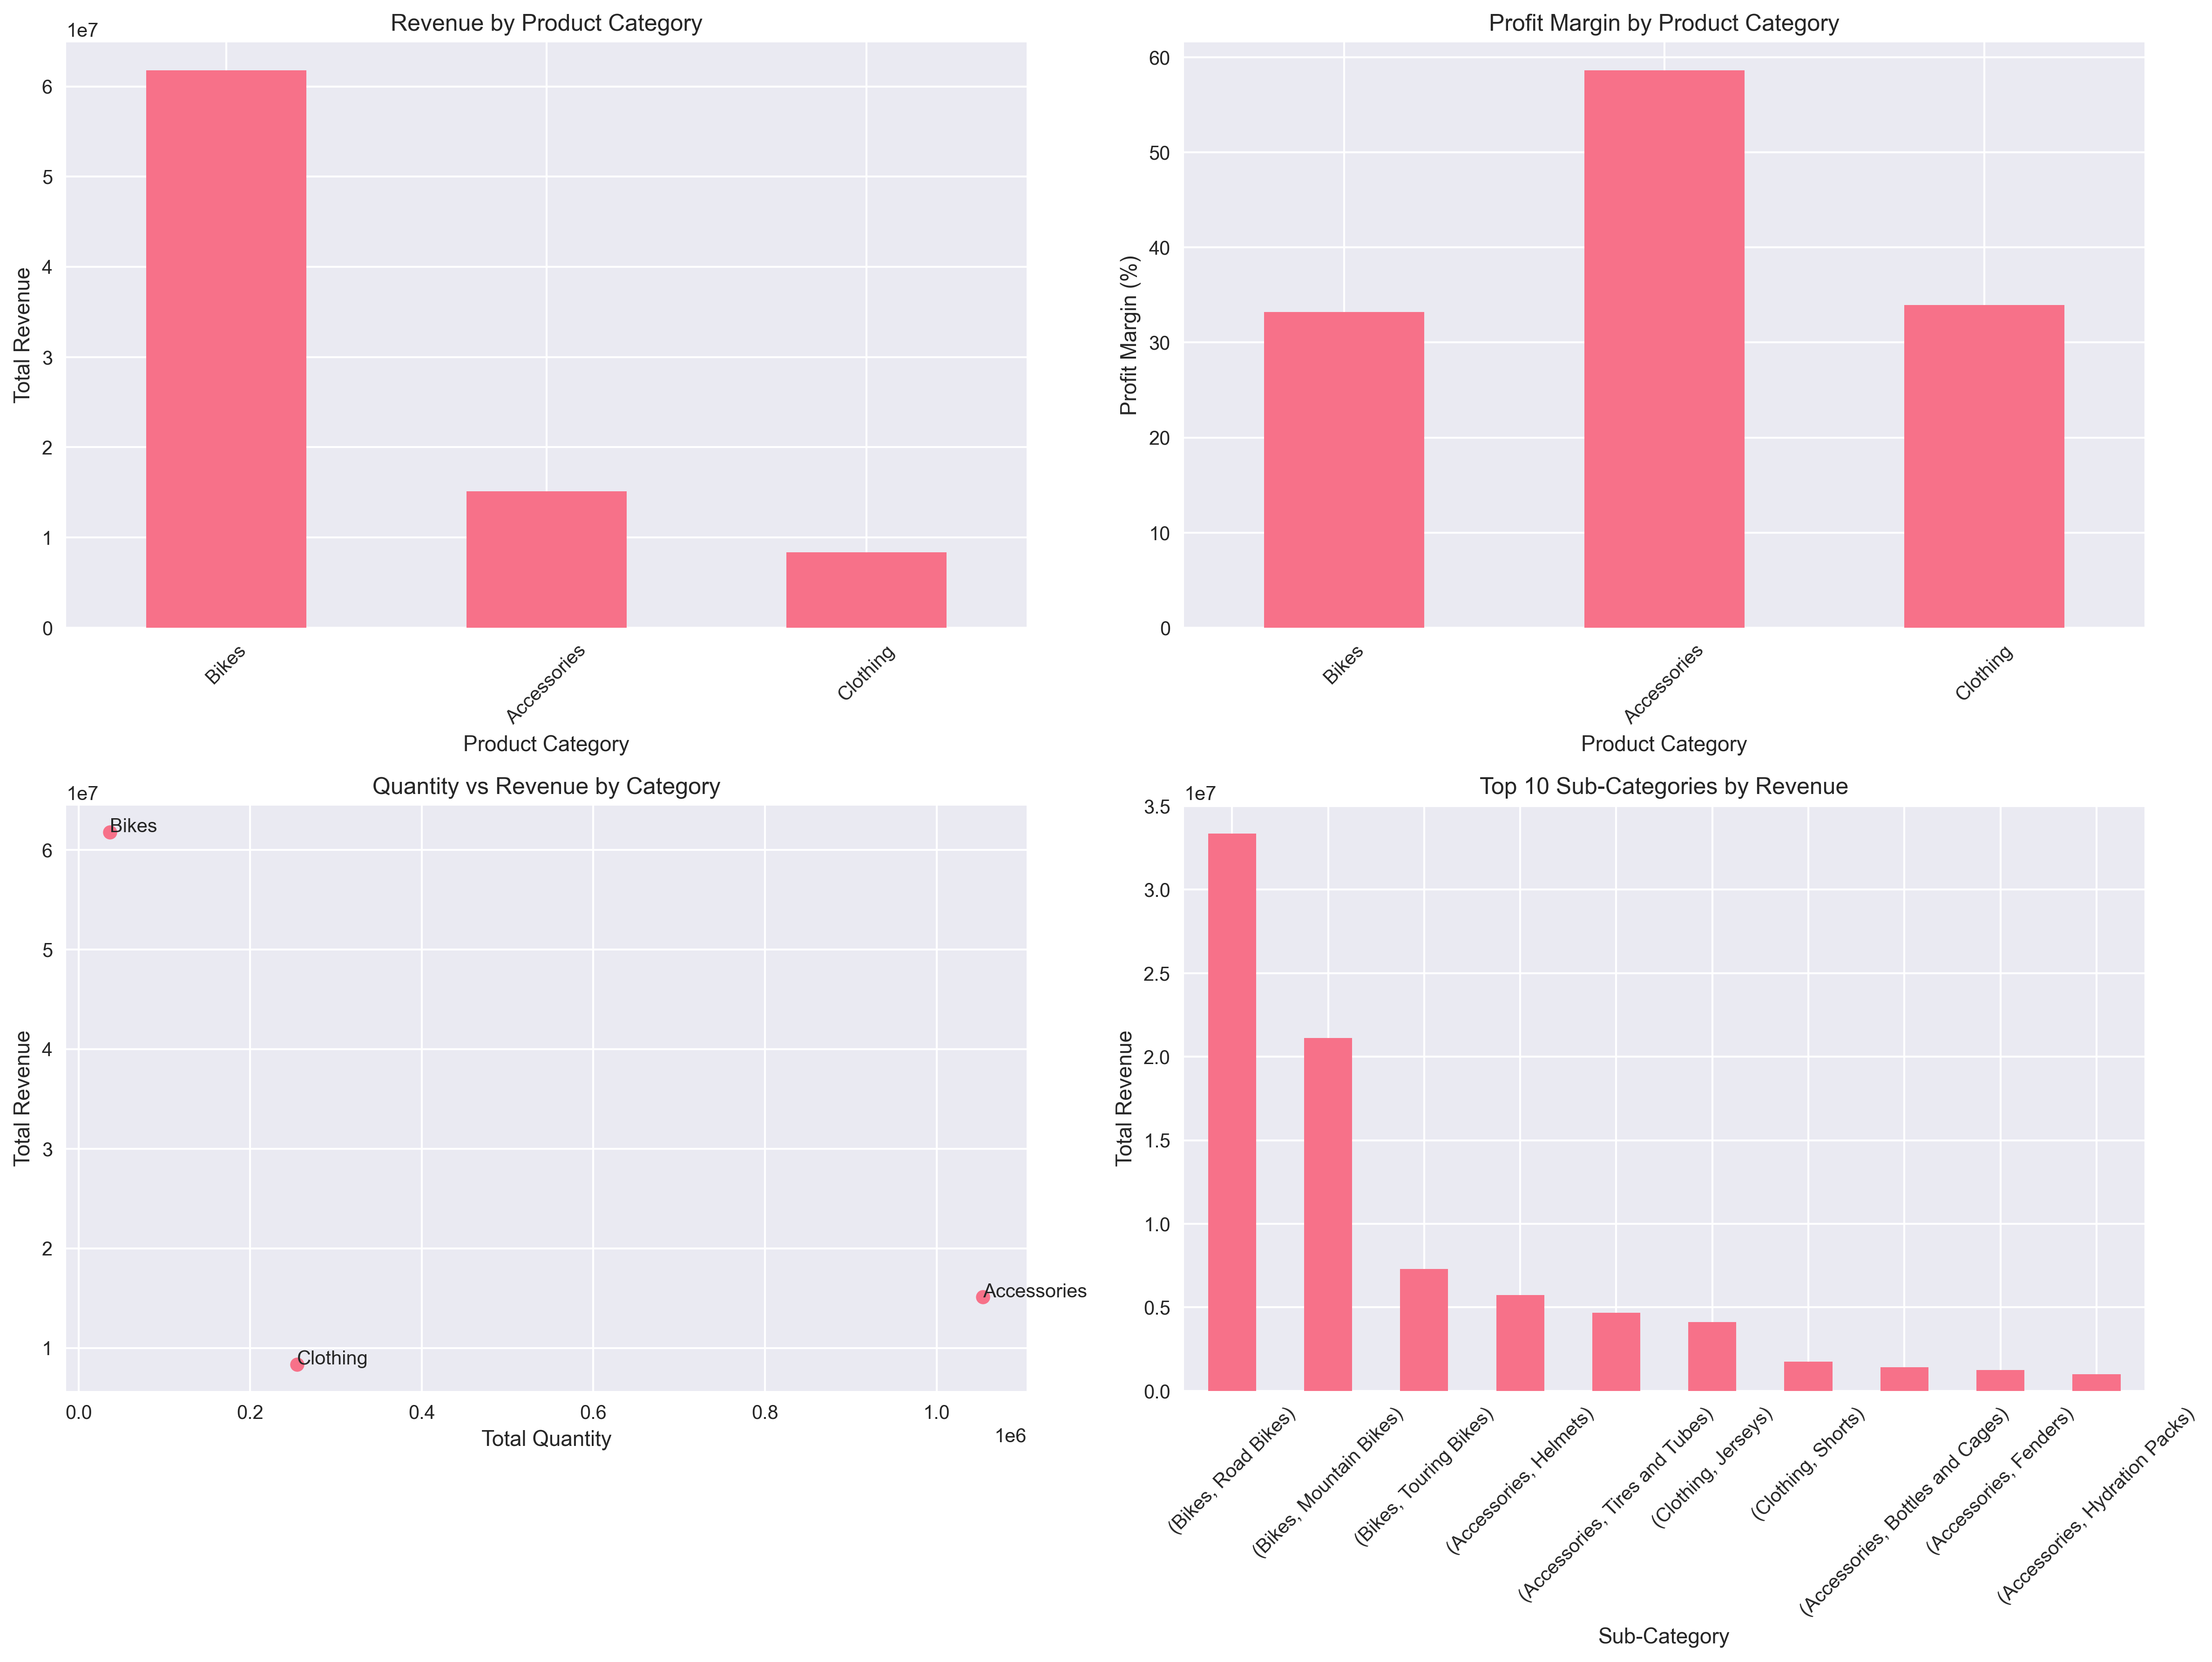 Revenue by Product Category
1e7
6
5
4
3
2
1
0
Total Revenue
Bikes
Accessories
Clothing
Product Category
Profit Margin by Product Category
60
50
40
30
20
10
0
Profit Margin (%)
Bikes
Accessories
Clothing
Product Category
Quantity vs Revenue by Category
1e7
6
5
4
3
2
1
Total Revenue
Bikes
Accessories
Clothing
0.0 0.2 0.4 0.6 0.8 1.0
1e6
Total Quantity
Top 10 Sub-Categories by Revenue
1e7
3.5
3.0
2.5
2.0
1.5
1.0
0.5
0.0
Total Revenue
(Bikes, Road Bikes)
(Bikes, Mountain Bikes)
(Bikes, Touring Bikes)
(Accessories, Helmets)
(Accessories, Tires and Tubes)
(Clothing, Jerseys)
(Clothing, Shorts)
(Accessories, Bottles and Cages)
(Accessories, Fenders)
(Accessories, Hydration Packs)
Sub-Category